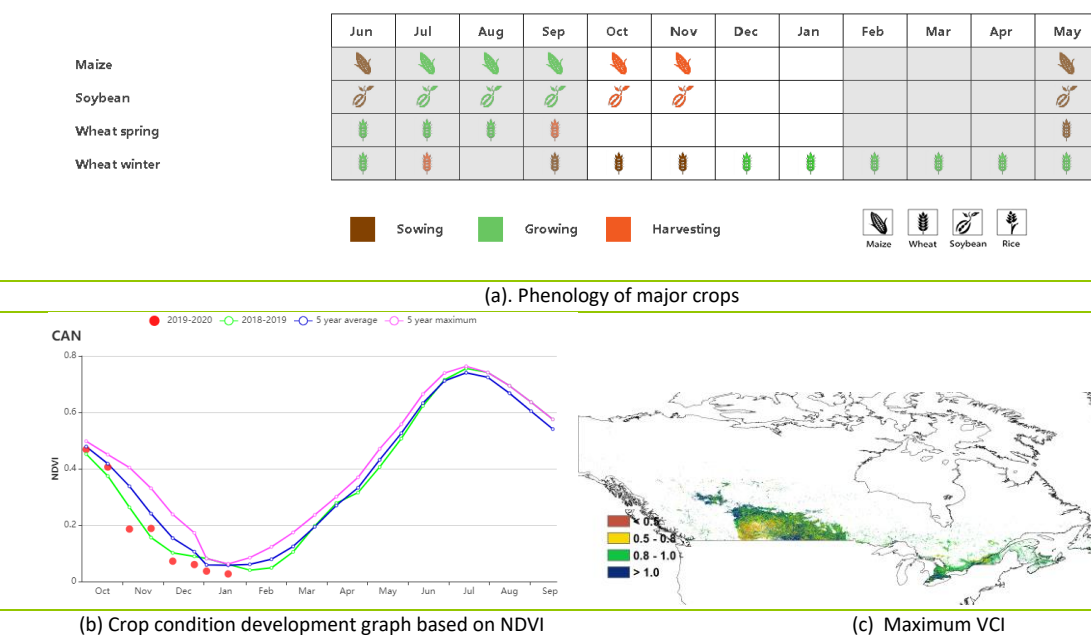 Jun Jul Aug Sep Oct Nov Dec Jan Feb Mar Apr May
Maize
Soybean
Wheat spring
Wheat winter
Sowing Growing Harvesting
Maize Wheat Soybean Rice
(a). Phenology of major crops
2019-2020 2018-2019 5 year average 5 year maximum
CAN
0.8
0.6
0.4
0.2
0
NDVI
Oct Nov Dec Jan Feb Mar Apr May Jun Jul Aug Sep
< 0.5
0.5 - 0.8
0.8 - 1.0
> 1.0
(b) Crop condition development graph based on NDVI
(c) Maximum VCI